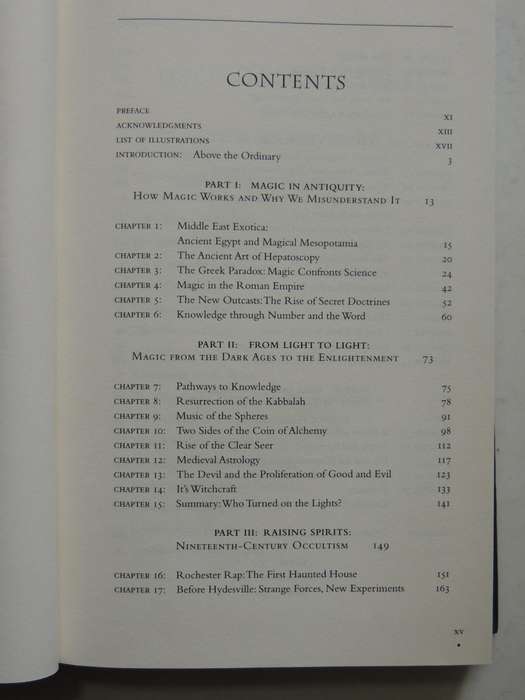 CONTENTS
PREFACE XI
ACKNOWLEDGMENTS XIII
LIST OF ILLUSTRATIONS XVII
INTRODUCTION: Above the Ordinary 3
PART I: MAGIC IN ANTIQUITY:
HOW MAGIC WORKS AND WHY WE MISUNDERSTAND IT 13
CHAPTER 1: Middle East Exotica:
Ancient Egypt and Magical Mesopotamia 15
CHAPTER 2: The Ancient Art of Hepatoscopy 20
CHAPTER 3: The Greek Paradox: Magic Confronts Science 24
CHAPTER 4: Magic in the Roman Empire 42
CHAPTER 5: The New Outcasts: The Rise of Secret Doctrines 52
CHAPTER 6: Knowledge through Number and the Word 60
PART II: FROM LIGHT TO LIGHT:
MAGIC FROM THE DARK AGES TO THE ENLIGHTENMENT 73
CHAPTER 7: Pathways to Knowledge 75
CHAPTER 8: Resurrection of the Kabbalah 78
CHAPTER 9: Music of the Spheres 91
CHAPTER 10: Two Sides of the Coin of Alchemy 98
CHAPTER 11: Rise of the Clear Seer 112
CHAPTER 12: Medieval Astrology 117
CHAPTER 13: The Devil and the Proliferation of Good and Evil 123
CHAPTER 14: It's Witchcraft 133
CHAPTER 15: Summary: Who Turned on the Lights? 141
PART III: RAISING SPIRITS:
NINETEENTH-CENTURY OCCULTISM 149
CHAPTER 16: Rochester Rap: The First Haunted House 151
CHAPTER 17: Before Hydesville: Strange Forces, New Experiments 163
xv